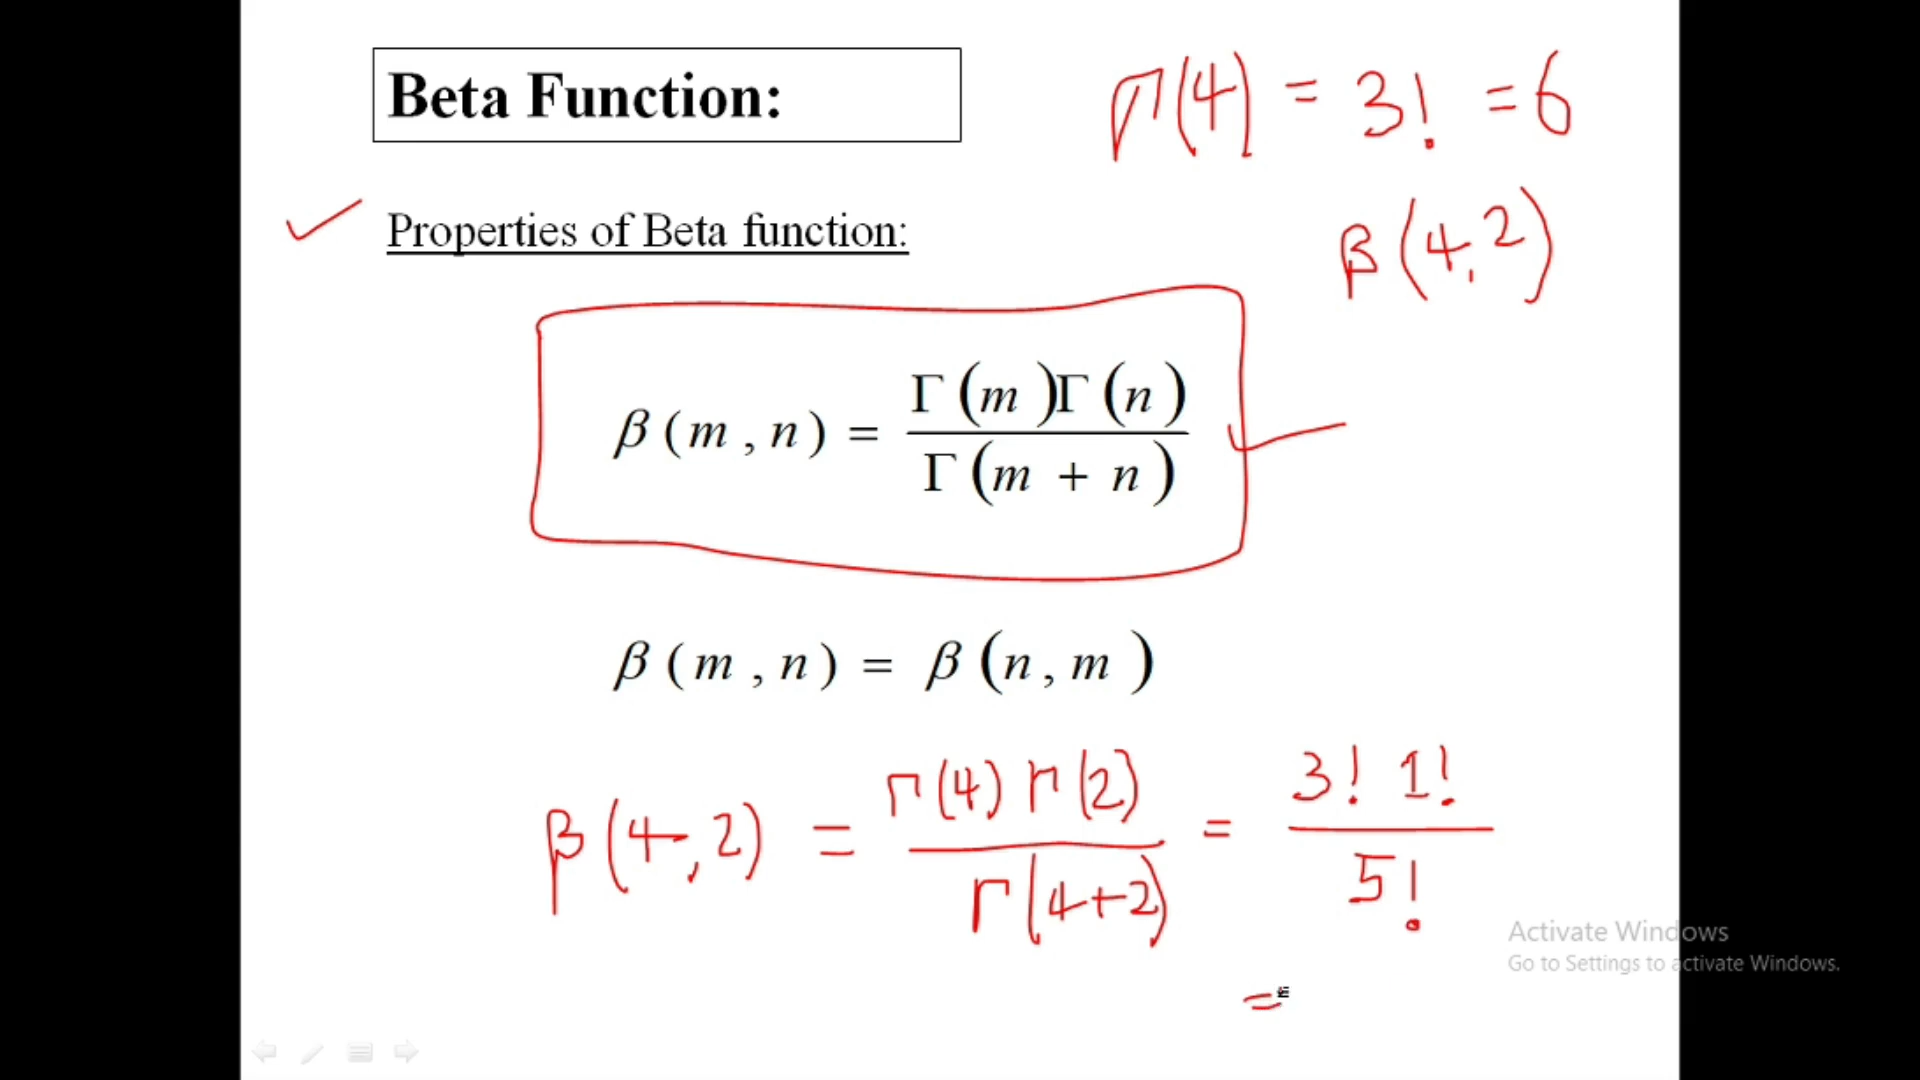 Beta Function:
Γ(4) = 3! = 6
Properties of Beta function:
β(4,2)
β(m,n) = Γ(m)Γ(n) / Γ(m + n)
β(m,n) = β(n,m)
β(4,2) = Γ(4) Γ(2) / Γ(4+2) = 3! 1! / 5!
Activate Windows
Go to Settings to activate Windows.
=